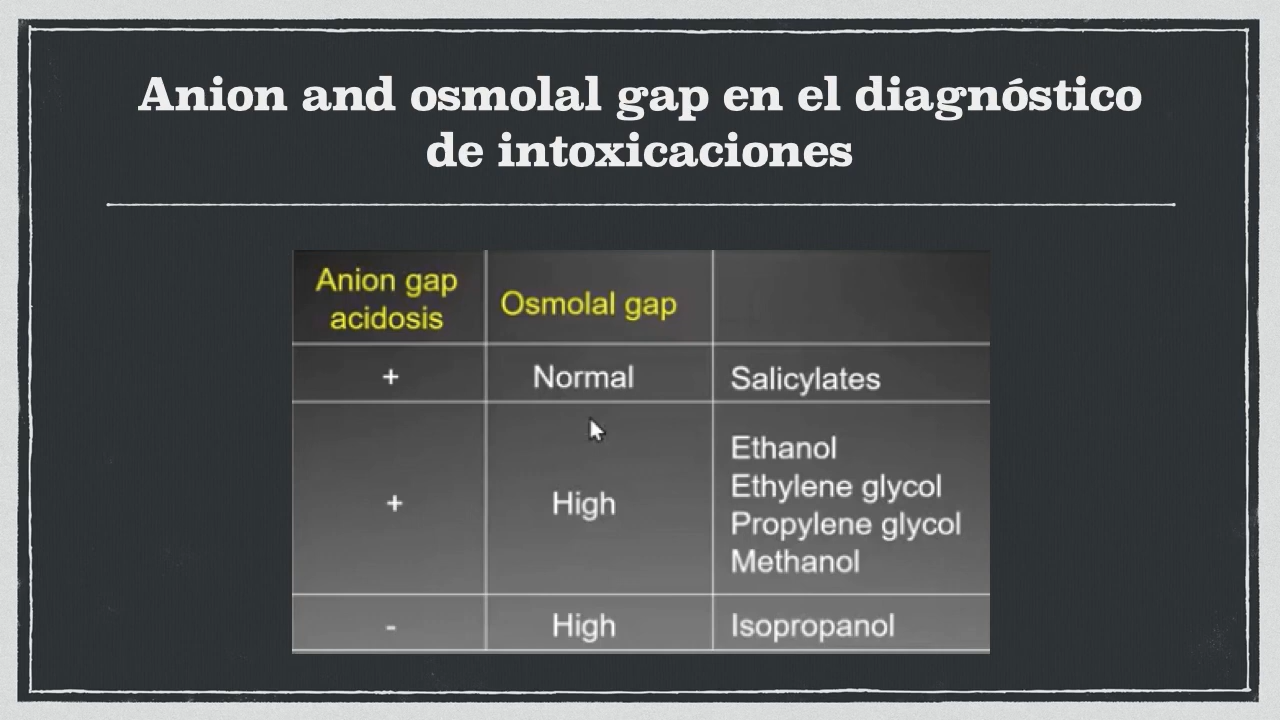 Anion and osmolal gap en el diagnóstico
de intoxicaciones
Anion gap
acidosis
Osmolal gap
+
Normal
Salicylates
+
High
Ethanol
Ethylene glycol
Propylene glycol
Methanol
-
High
Isopropanol